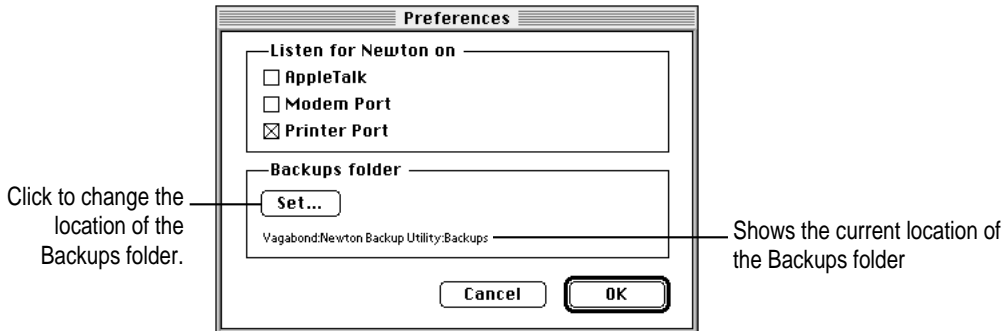 Preferences
Listen for Newton on
AppleTalk
Modem Port
Printer Port
Backups folder
Set...
Vagabond:Newton Backup Utility:Backups
Cancel
OK
Click to change the
location of the
Backups folder.
Shows the current location of
the Backups folder